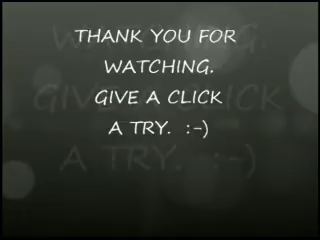 THANK YOU FOR
WATCHING.
GIVE A CLICK
A TRY.  :-)